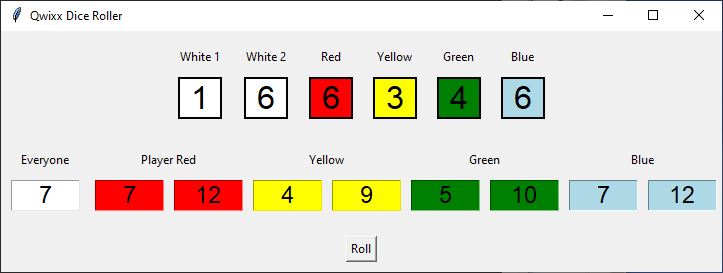 Qwixx Dice Roller
White 1 White 2 Red Yellow Green Blue
1 6 6 3 4 6
Everyone Player Red Yellow Green Blue
7 7 12 4 9 5 10 7 12
Roll